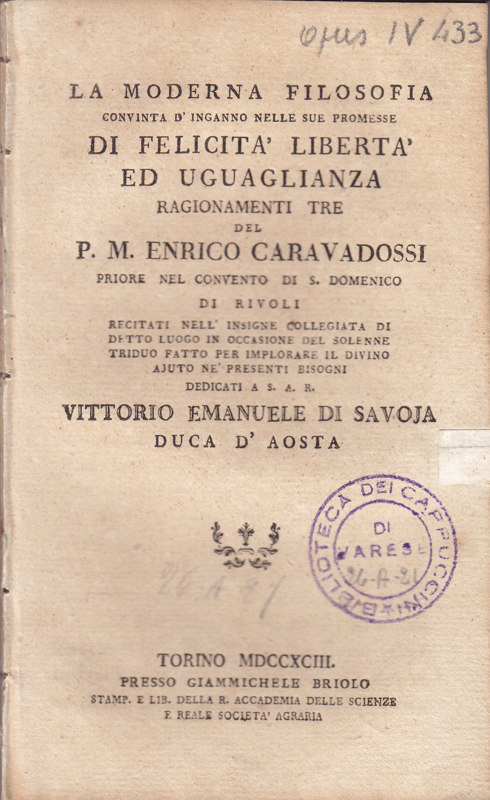 opus IV 433
LA MODERNA FILOSOFIA
CONVINTA D' INGANNO NELLE SUE PROMESSE
DI FELICITA' LIBERTA'
ED UGUAGLIANZA
RAGIONAMENTI TRE
DEL
P. M. ENRICO CARAVADOSSI
PRIORE NEL CONVENTO DI S. DOMENICO
DI RIVOLI
RECITATI NELL' INSIGNE COLLEGIATA DI
DETTO LUOGO IN OCCASIONE DEL SOLENNE
TRIDUO FATTO PER IMPLORARE IL DIVINO
AJUTO NE' PRESENTI BISOGNI
DEDICATI A S. A. R.
VITTORIO EMANUELE DI SAVOJA
DUCA D' AOSTA
BIBLIOTECA DEI CAPPUCCINI
DI
VARESE
26-A-21
TORINO MDCCXCIII.
PRESSO GIAMMICHELE BRIOLO
STAMP. E LIB. DELLA R. ACCADEMIA DELLE SCIENZE
E REALE SOCIETA' AGRARIA